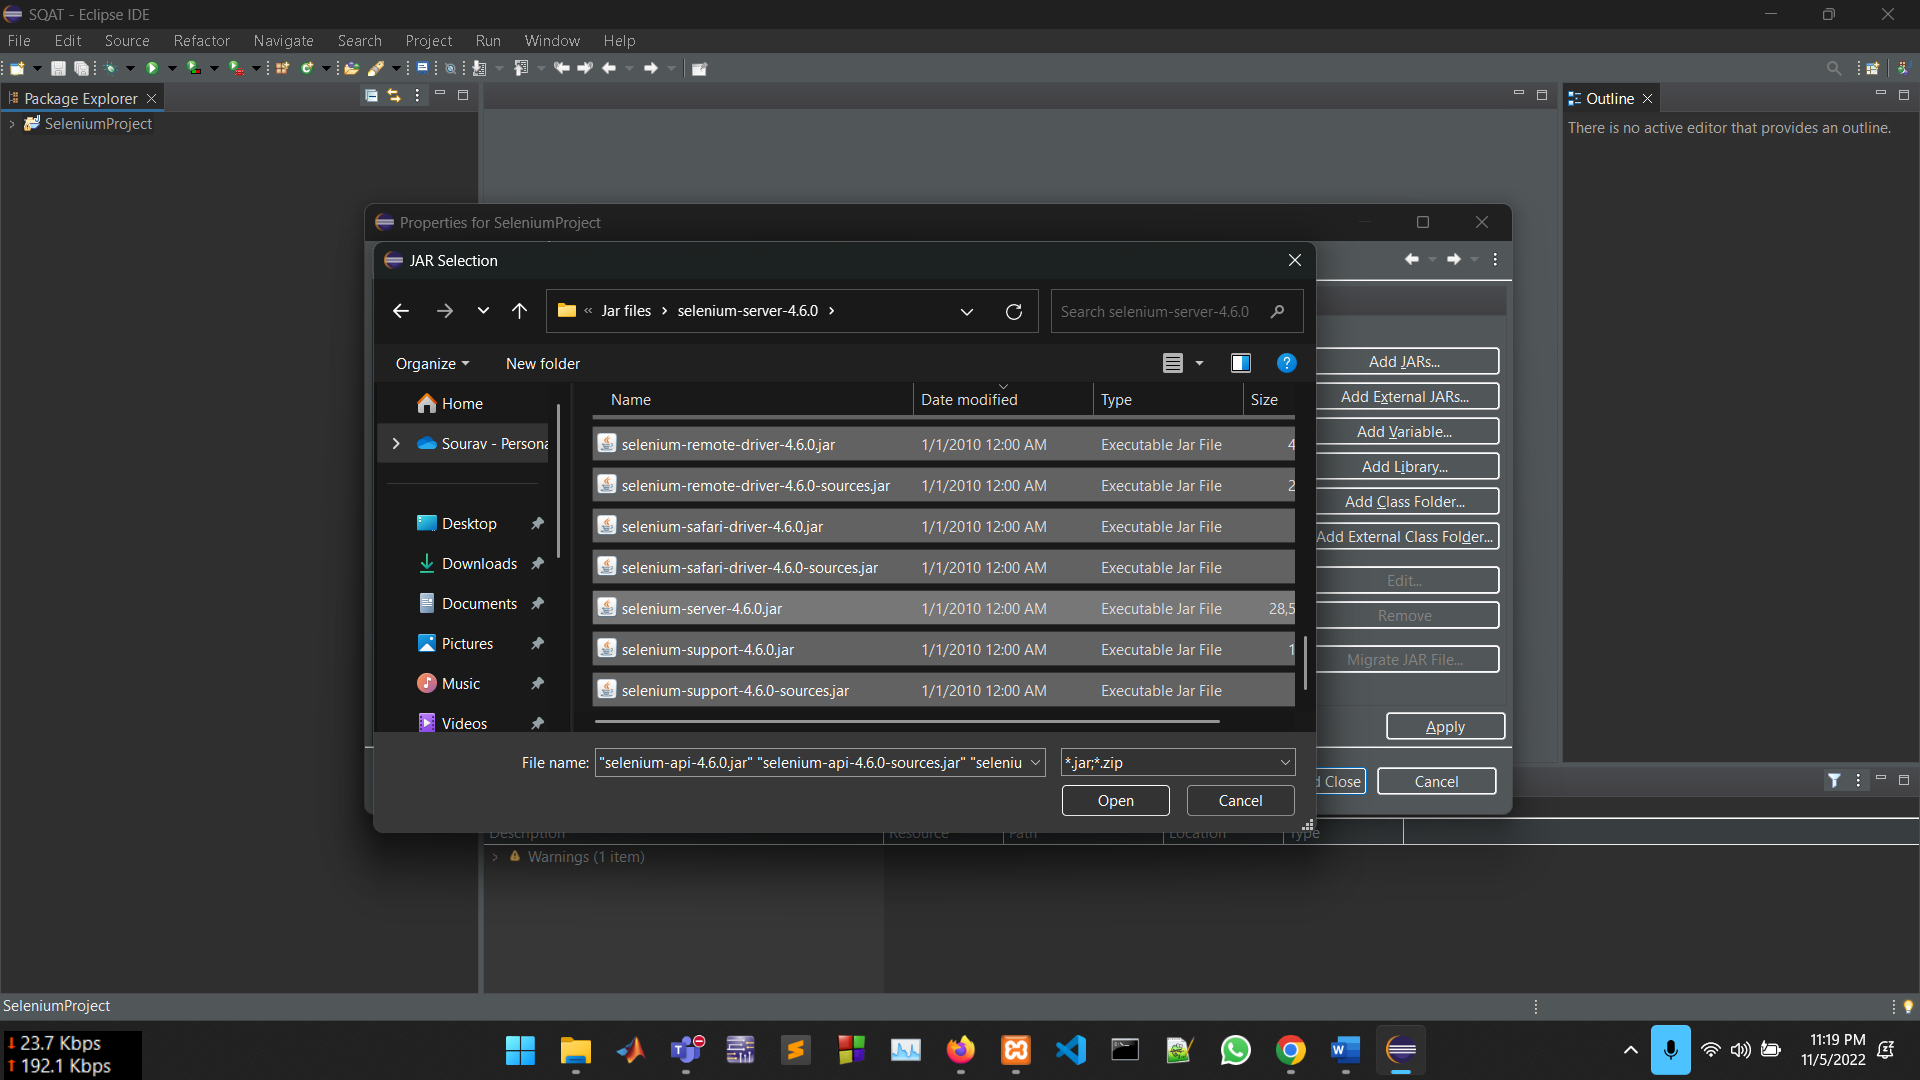 SQAT - Eclipse IDE
File Edit Source Refactor Navigate Search Project Run Window Help
Package Explorer
SeleniumProject
Outline
There is no active editor that provides an outline.
Properties for SeleniumProject
JAR Selection
« Jar files › selenium-server-4.6.0 ›
Search selenium-server-4.6.0
Organize
New folder
Home
Sourav - Persona
Desktop
Downloads
Documents
Pictures
Music
Videos
Name Date modified Type Size
selenium-remote-driver-4.6.0.jar 1/1/2010 12:00 AM Executable Jar File 4
selenium-remote-driver-4.6.0-sources.jar 1/1/2010 12:00 AM Executable Jar File 2
selenium-safari-driver-4.6.0.jar 1/1/2010 12:00 AM Executable Jar File
selenium-safari-driver-4.6.0-sources.jar 1/1/2010 12:00 AM Executable Jar File
selenium-server-4.6.0.jar 1/1/2010 12:00 AM Executable Jar File 28,5
selenium-support-4.6.0.jar 1/1/2010 12:00 AM Executable Jar File 1
selenium-support-4.6.0-sources.jar 1/1/2010 12:00 AM Executable Jar File
File name: "selenium-api-4.6.0.jar" "selenium-api-4.6.0-sources.jar" "seleniu
*.jar;*.zip
Open
Cancel
Add JARs...
Add External JARs...
Add Variable...
Add Library...
Add Class Folder...
Add External Class Folder...
Edit...
Remove
Migrate JAR File...
Apply
d Close
Cancel
Description Resource Path Location Type
Warnings (1 item)
SeleniumProject
23.7 Kbps
192.1 Kbps
11:19 PM
11/5/2022